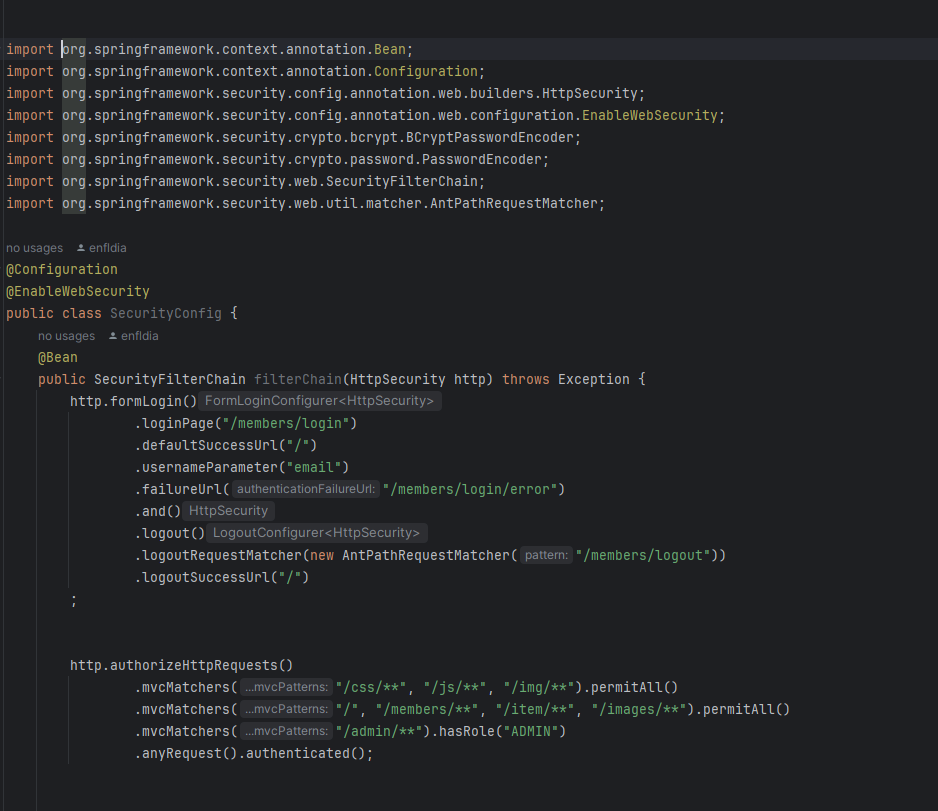 import org.springframework.context.annotation.Bean;
import org.springframework.context.annotation.Configuration;
import org.springframework.security.config.annotation.web.builders.HttpSecurity;
import org.springframework.security.config.annotation.web.configuration.EnableWebSecurity;
import org.springframework.security.crypto.bcrypt.BCryptPasswordEncoder;
import org.springframework.security.crypto.password.PasswordEncoder;
import org.springframework.security.web.SecurityFilterChain;
import org.springframework.security.web.util.matcher.AntPathRequestMatcher;
no usages enfldia
@Configuration
@EnableWebSecurity
public class SecurityConfig {
no usages enfldia
@Bean
public SecurityFilterChain filterChain(HttpSecurity http) throws Exception {
http.formLogin() FormLoginConfigurer<HttpSecurity>
.loginPage("/members/login")
.defaultSuccessUrl("/")
.usernameParameter("email")
.failureUrl( authenticationFailureUrl: "/members/login/error")
.and() HttpSecurity
.logout() LogoutConfigurer<HttpSecurity>
.logoutRequestMatcher(new AntPathRequestMatcher( pattern: "/members/logout"))
.logoutSuccessUrl("/")
;
http.authorizeHttpRequests()
.mvcMatchers( ...mvcPatterns: "/css/**", "/js/**", "/img/**").permitAll()
.mvcMatchers( ...mvcPatterns: "/", "/members/**", "/item/**", "/images/**").permitAll()
.mvcMatchers( ...mvcPatterns: "/admin/**").hasRole("ADMIN")
.anyRequest().authenticated();